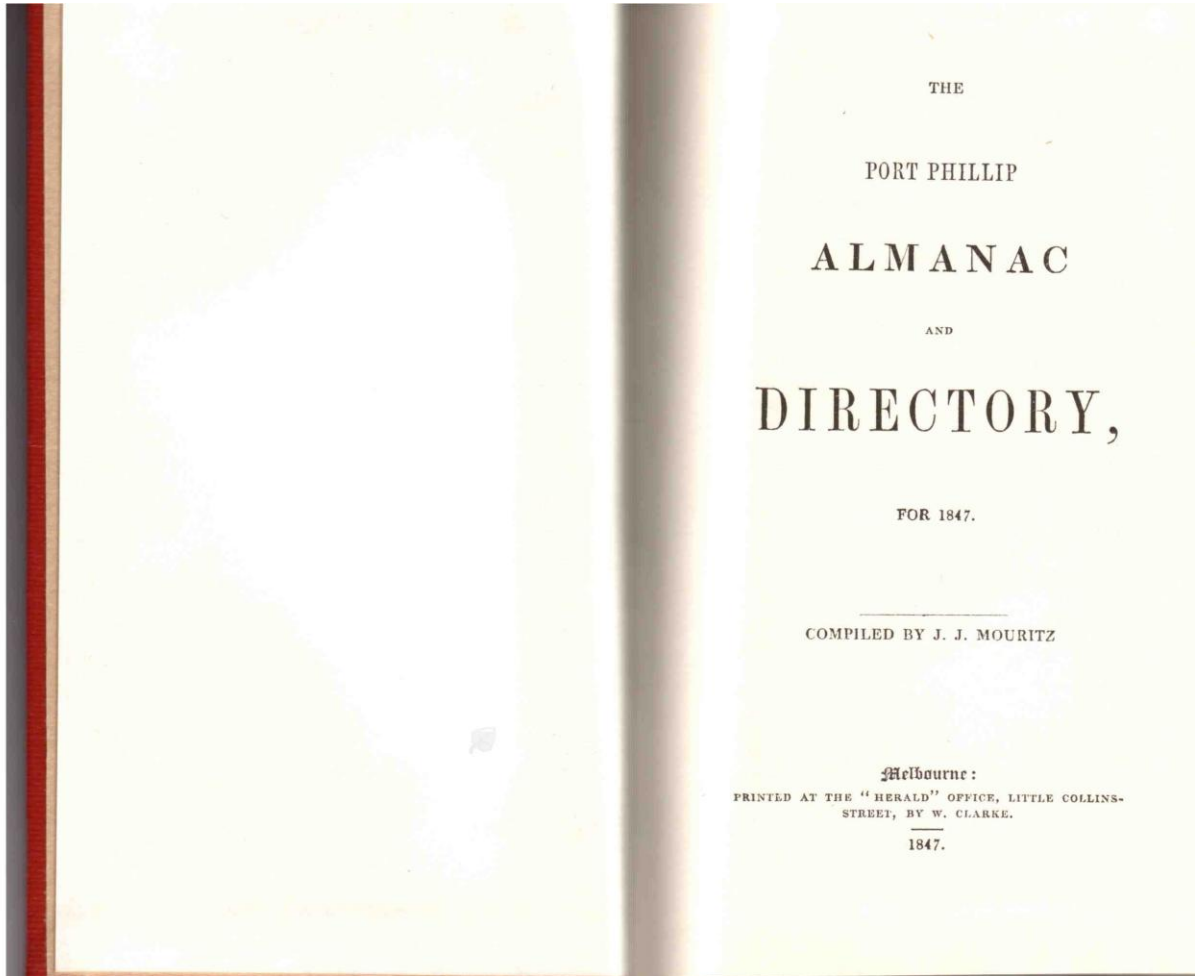 THE
PORT PHILLIP
ALMANAC
AND
DIRECTORY,
FOR 1847.
COMPILED BY J. J. MOURITZ
Melbourne :
PRINTED AT THE “ HERALD” OFFICE, LITTLE COLLINS-
STREET, BY W. CLARKE.
1847.